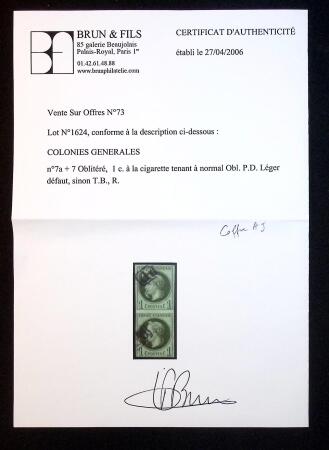 BRUN & FILS
85 galerie Beaujolais
Palais-Royal, Paris 1er
01.42.61.48.88
www.brunphilatelie.com
CERTIFICAT D'AUTHENTICITÉ
établi le 27/04/2006
Vente Sur Offres N°73
Lot N°1624, conforme à la description ci-dessous :
COLONIES GENERALES
n°7a + 7 Oblitéré, 1 c. à la cigarette tenant à normal Obl. P.D. Léger
défaut, sinon T.B., R.